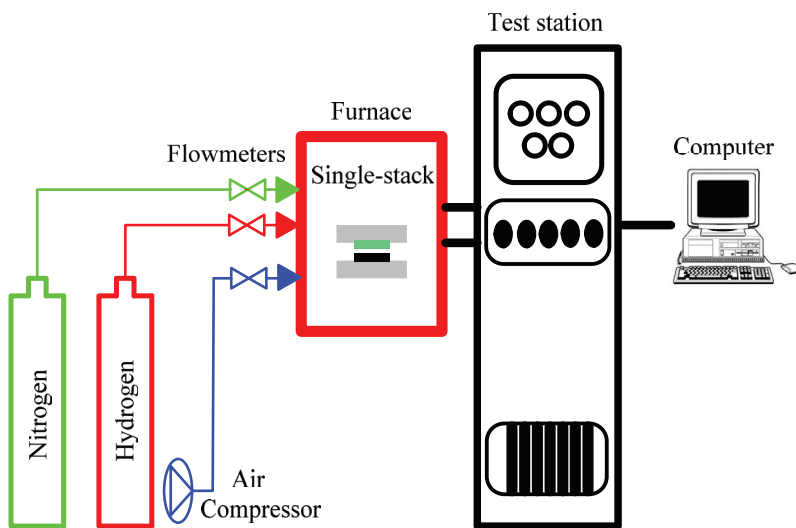 Test station
Furnace
Flowmeters
Single-stack
Computer
Nitrogen
Hydrogen
Air
Compressor